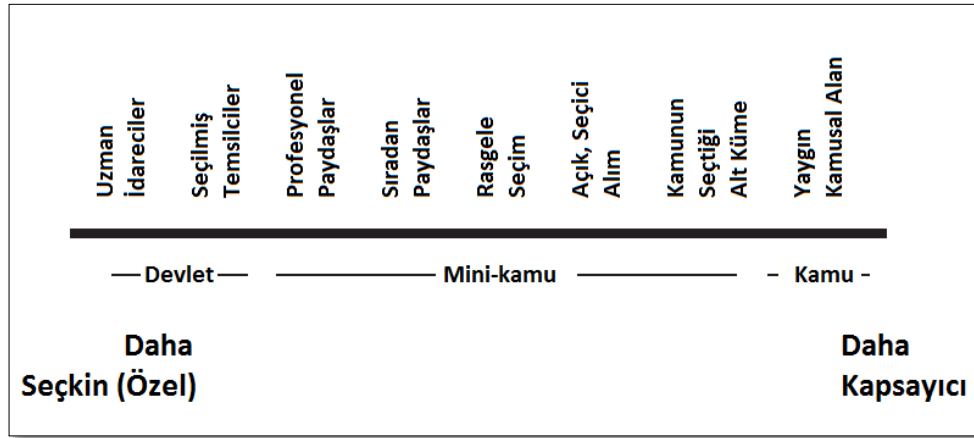 Uzman
İdareciler
Seçilmiş
Temsilciler
Profesyonel
Paydaşlar
Sıradan
Paydaşlar
Rasgele
Seçim
Açık, Seçici
Alım
Kamunun
Seçtiği
Alt Küme
Yaygın
Kamusal Alan
Devlet
Mini-kamu
Kamu
Daha
Seçkin (Özel)
Daha
Kapsayıcı